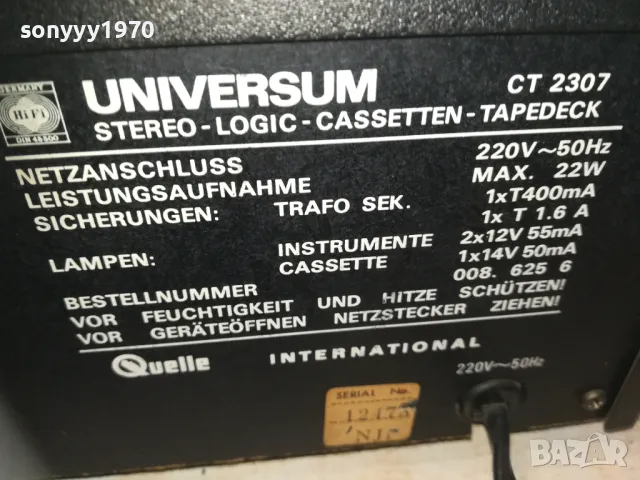 sonyyy1970
GERMANY
HiFi
DIN 45500
UNIVERSUM
CT 2307
STEREO-LOGIC-CASSETTEN-TAPEDECK
NETZANSCHLUSS 220V~50Hz
LEISTUNGSAUFNAHME MAX. 22W
SICHERUNGEN: TRAFO SEK. 1xT400mA
1x T 1.6 A
LAMPEN: INSTRUMENTE 2x12V 55mA
CASSETTE 1x14V 50mA
BESTELLNUMMER 008. 625 6
VOR FEUCHTIGKEIT UND HITZE SCHÜTZEN!
VOR GERÄTEÖFFNEN NETZSTECKER ZIEHEN!
Quelle INTERNATIONAL
220V~50Hz
SERIAL No.
bazar